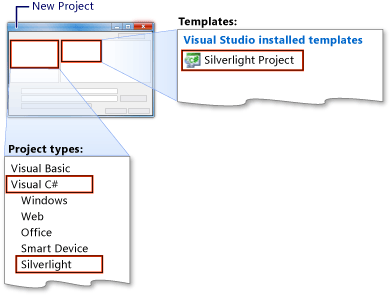 New Project
Templates:
Visual Studio installed templates
Silverlight Project
Project types:
Visual Basic
Visual C#
Windows
Web
Office
Smart Device
Silverlight